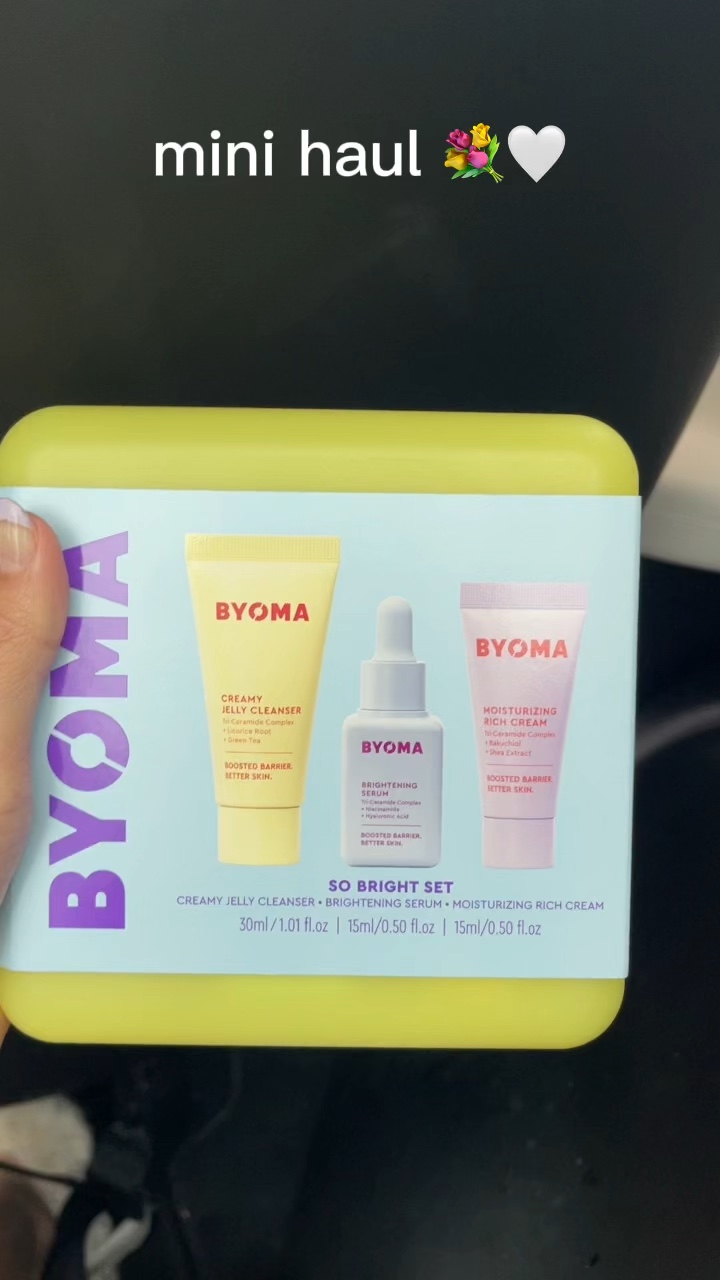 mini haul 💐🤍
BYOMA
BYOMA
CREAMY
JELLY CLEANSER
Tri-Ceramide Complex
• Licorice Root
• Green Tea
BOOSTED BARRIER.
BETTER SKIN.
BYOMA
BRIGHTENING
SERUM
Tri-Ceramide Complex
• Niacinamide
• Hyaluronic Acid
BOOSTED BARRIER.
BETTER SKIN.
BYOMA
MOISTURIZING
RICH CREAM
Tri-Ceramide Complex
• Bakuchiol
• Shea Extract
BOOSTED BARRIER.
BETTER SKIN.
SO BRIGHT SET
CREAMY JELLY CLEANSER • BRIGHTENING SERUM • MOISTURIZING RICH CREAM
30ml/1.01 fl.oz | 15ml/0.50 fl.oz | 15ml/0.50 fl.oz